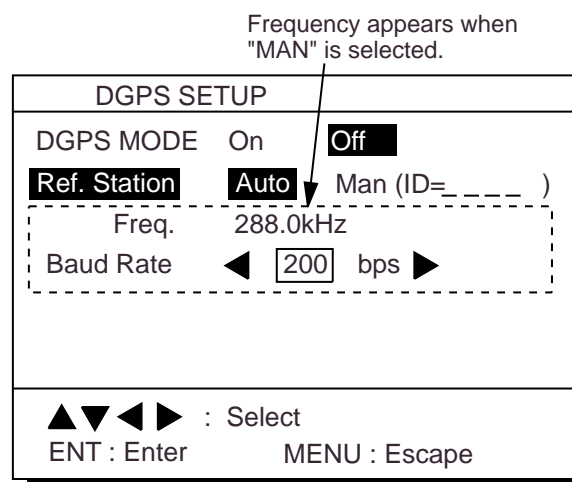 Frequency appears when
"MAN" is selected.
DGPS SETUP
DGPS MODE On Off
Ref. Station Auto Man (ID=_ _ _ _ )
Freq. 288.0kHz
Baud Rate ◀ 200 bps ▶
▲▼◀ ▶ : Select
ENT : Enter MENU : Escape